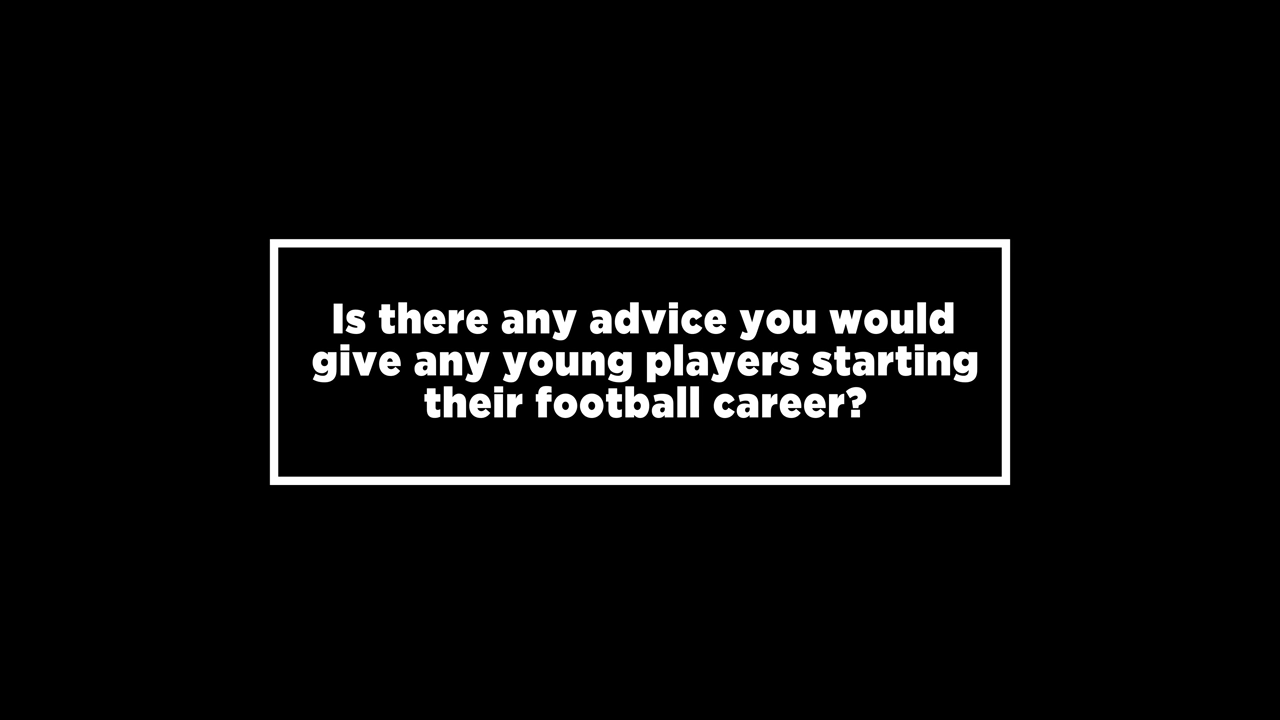 Is there any advice you would
give any young players starting
their football career?